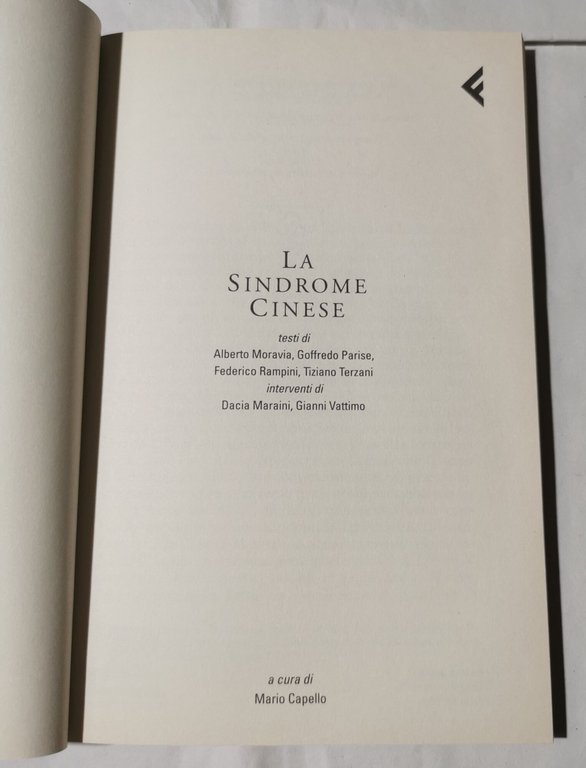 LA
SINDROME
CINESE
testi di
Alberto Moravia, Goffredo Parise,
Federico Rampini, Tiziano Terzani
interventi di
Dacia Maraini, Gianni Vattimo
a cura di
Mario Capello